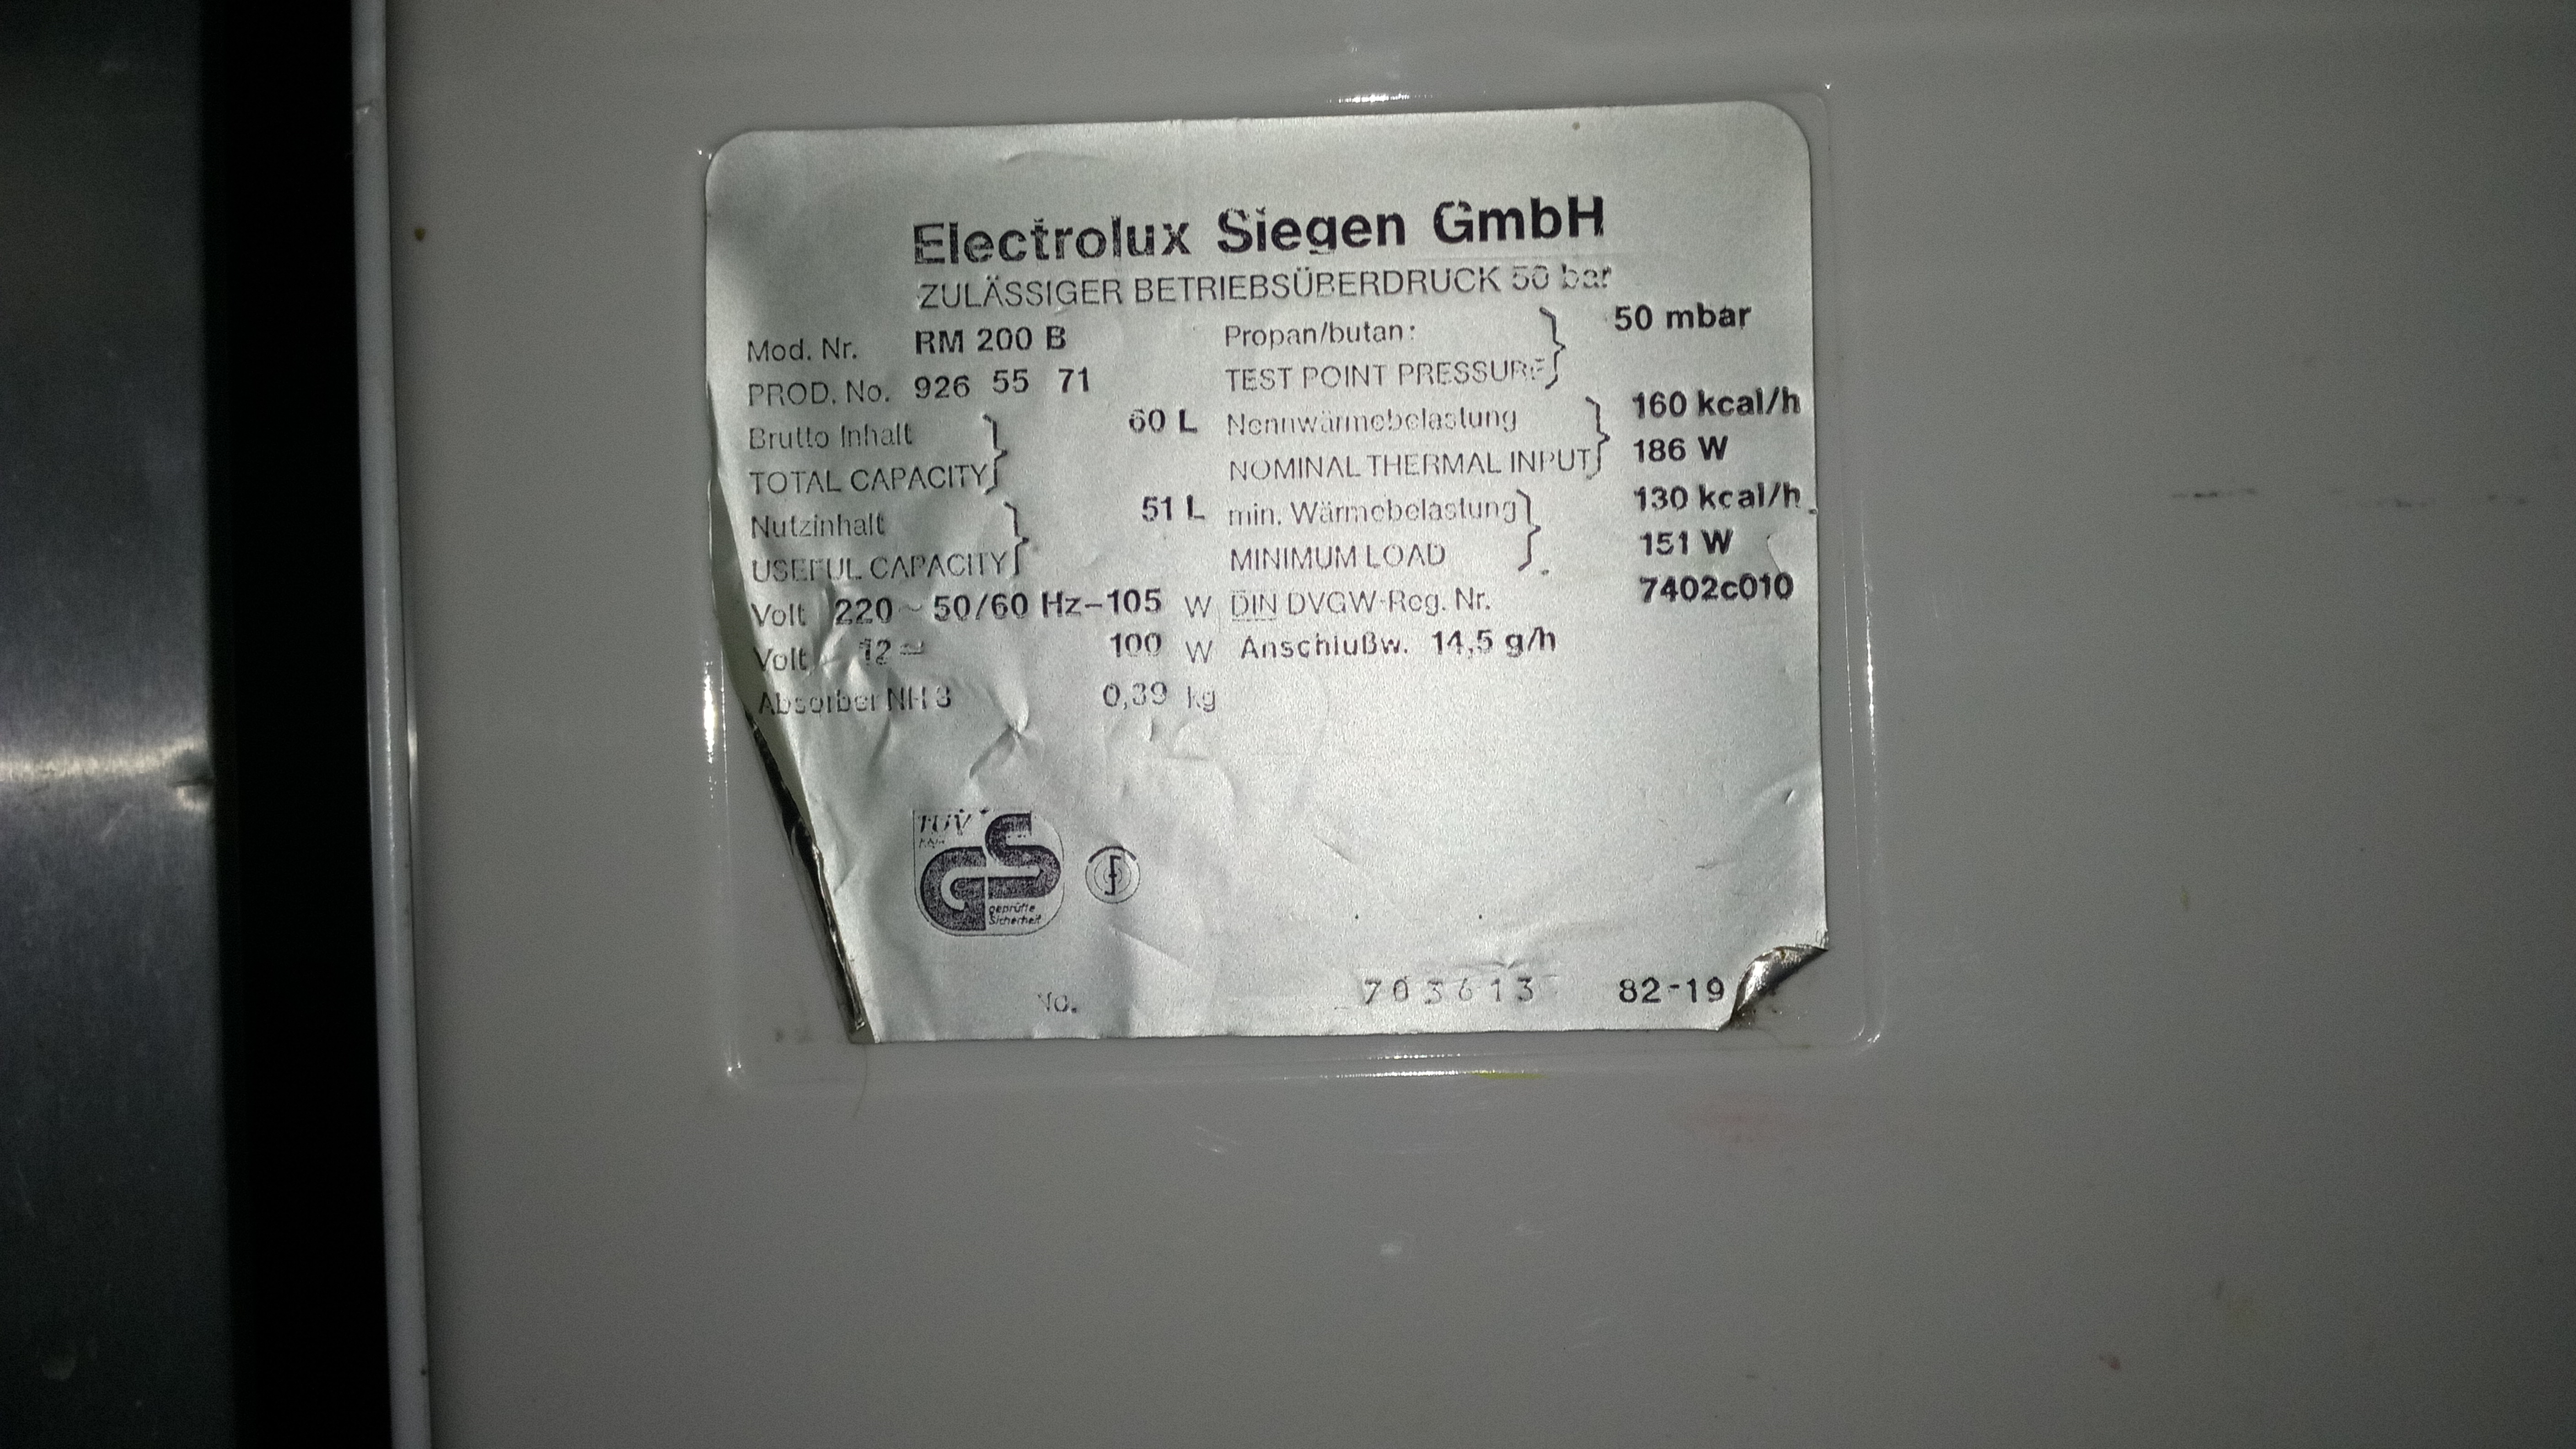 Electrolux Siegen GmbH
ZULÄSSIGER BETRIEBSÜBERDRUCK 50 bar
Mod. Nr. RM 200 B
PROD. No. 926 55 71
Brutto Inhalt
TOTAL CAPACITY
60 L
Nutzinhalt
USEFUL CAPACITY
51 L
Volt 220 ~ 50/60 Hz-105 W
Volt 12 ≂ 100 W
Absorber NH3 0,39 kg
Propan/butan:
TEST POINT PRESSURE
50 mbar
Nennwärmebelastung
NOMINAL THERMAL INPUT
160 kcal/h
186 W
min. Wärmebelastung
MINIMUM LOAD
130 kcal/h
151 W
DIN DVGW-Reg. Nr. 7402c010
Anschlußw. 14,5 g/h
TÜV
GS
geprüfte
Sicherheit
No. 703613 82-19